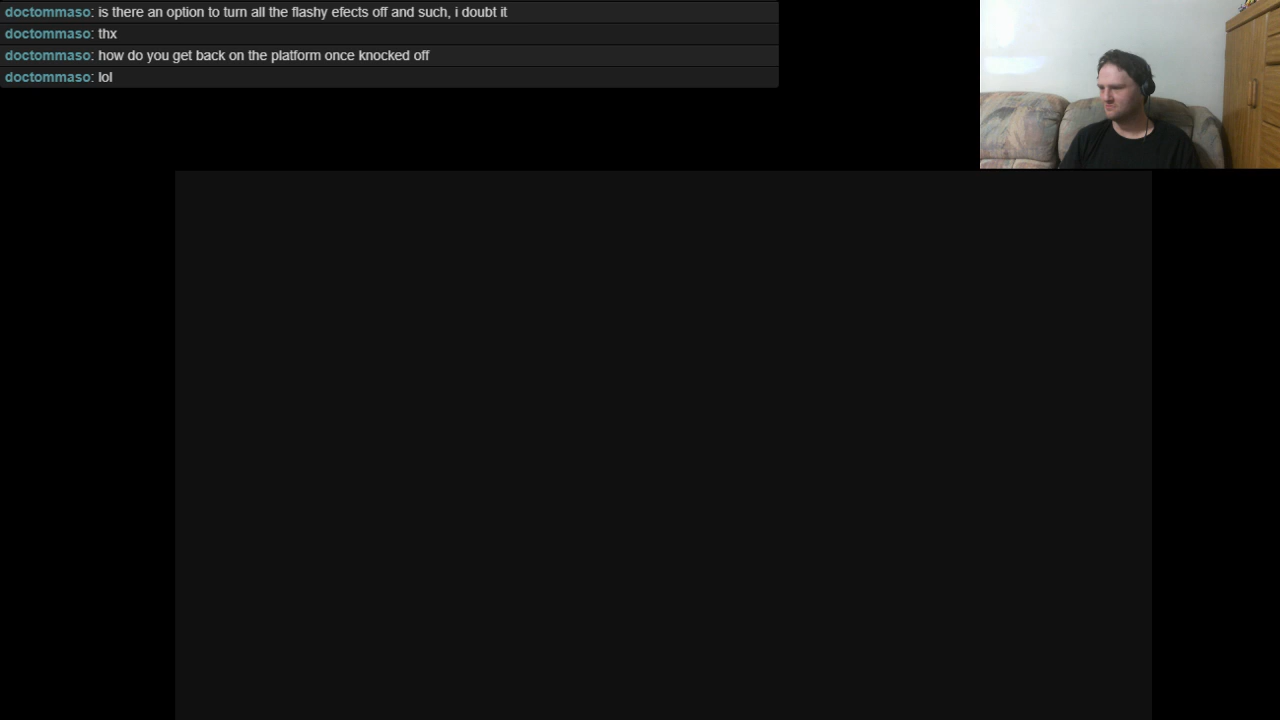 doctommaso: is there an option to turn all the flashy efects off and such, i doubt it
doctommaso: thx
doctommaso: how do you get back on the platform once knocked off
doctommaso: lol